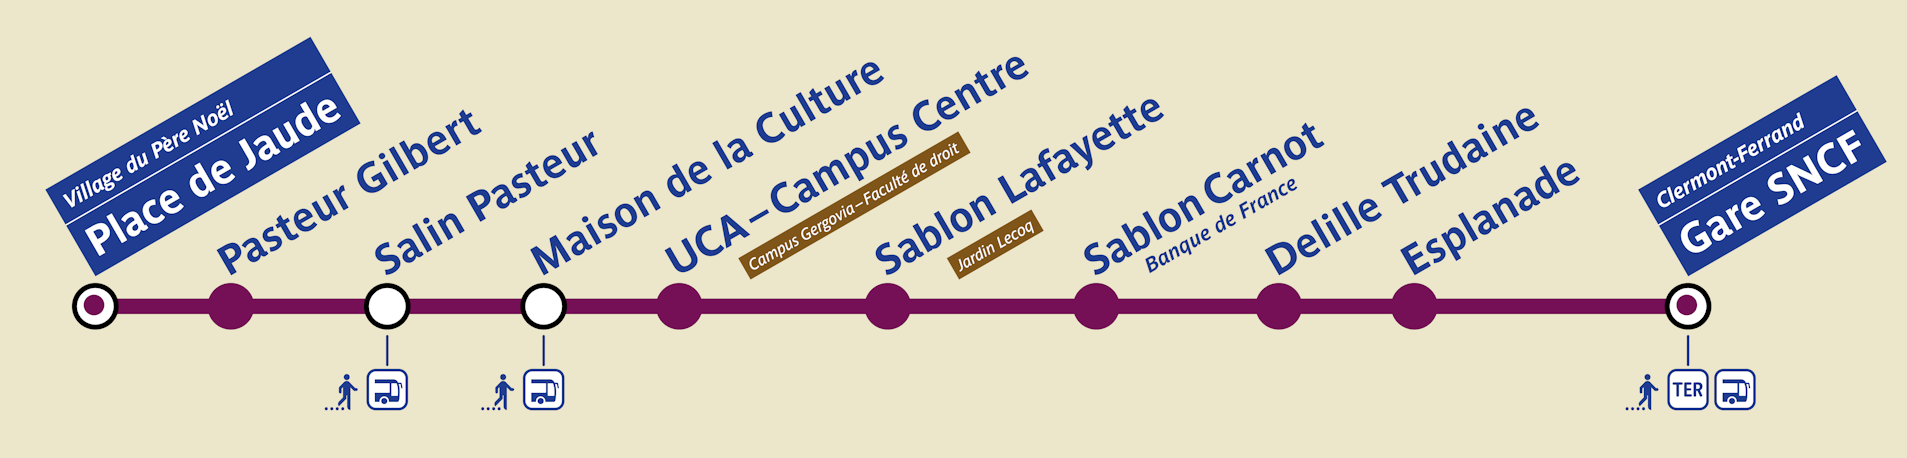 Village du Père Noël
Place de Jaude
Pasteur Gilbert
Salin Pasteur
Maison de la Culture
UCA – Campus Centre
Campus Gergovia – Faculté de droit
Sablon Lafayette
Jardin Lecoq
Sablon Carnot
Banque de France
Delille Trudaine
Esplanade
Clermont-Ferrand
Gare SNCF
TER